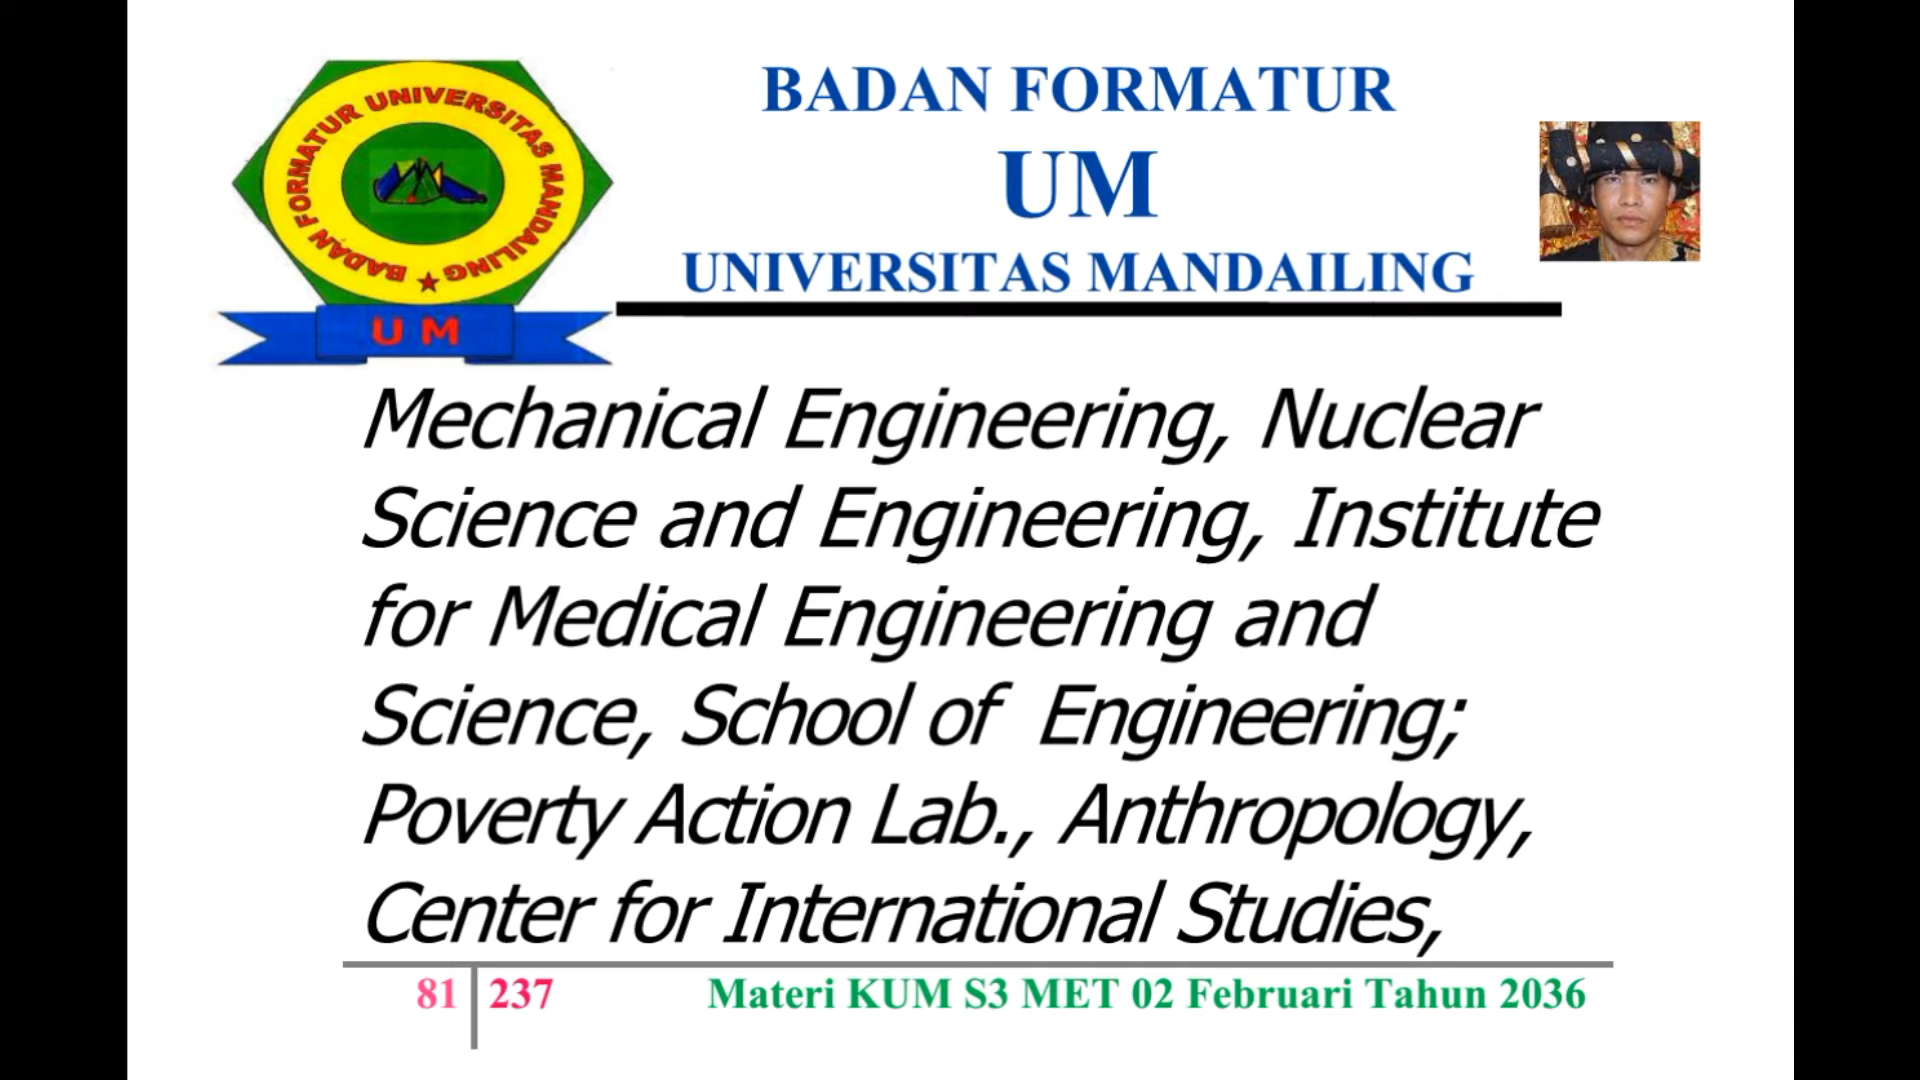 BADAN FORMATUR UNIVERSITAS MANDAILING
U M
BADAN FORMATUR
UM
UNIVERSITAS MANDAILING
Mechanical Engineering, Nuclear
Science and Engineering, Institute
for Medical Engineering and
Science, School of Engineering;
Poverty Action Lab., Anthropology,
Center for International Studies,
81 237 Materi KUM S3 MET 02 Februari Tahun 2036